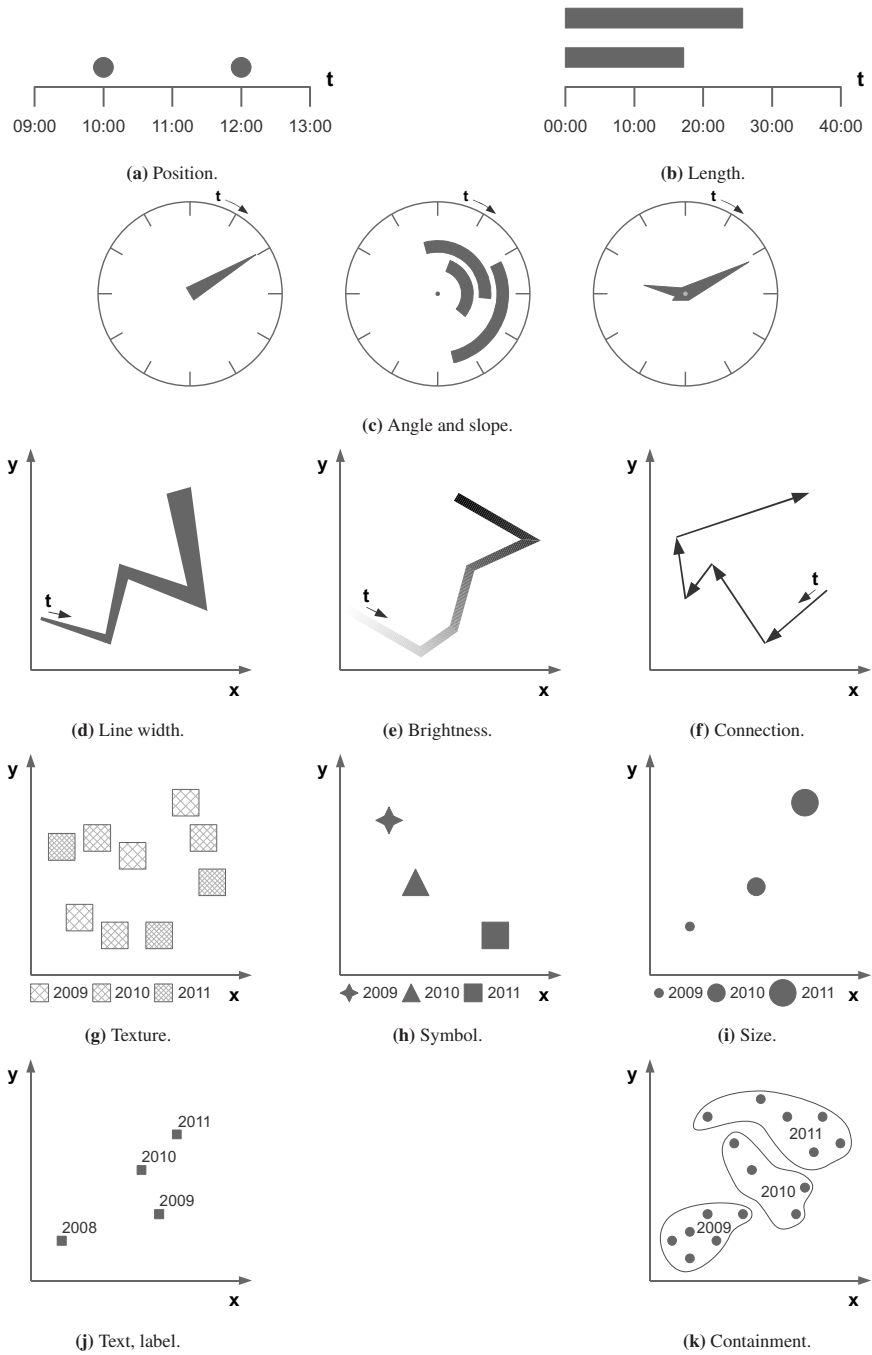 t
t
09:00 10:00 11:00 12:00 13:00
00:00 10:00 20:00 30:00 40:00
(a) Position.
(b) Length.
t
t
t
(c) Angle and slope.
y
t
x
y
t
x
y
t
x
(d) Line width.
(e) Brightness.
(f) Connection.
y
2009 2010 2011 x
y
2009 2010 2011 x
y
2009 2010 2011 x
(g) Texture.
(h) Symbol.
(i) Size.
y
2011
2010
2009
2008
x
y
2011
2010
2009
x
(j) Text, label.
(k) Containment.